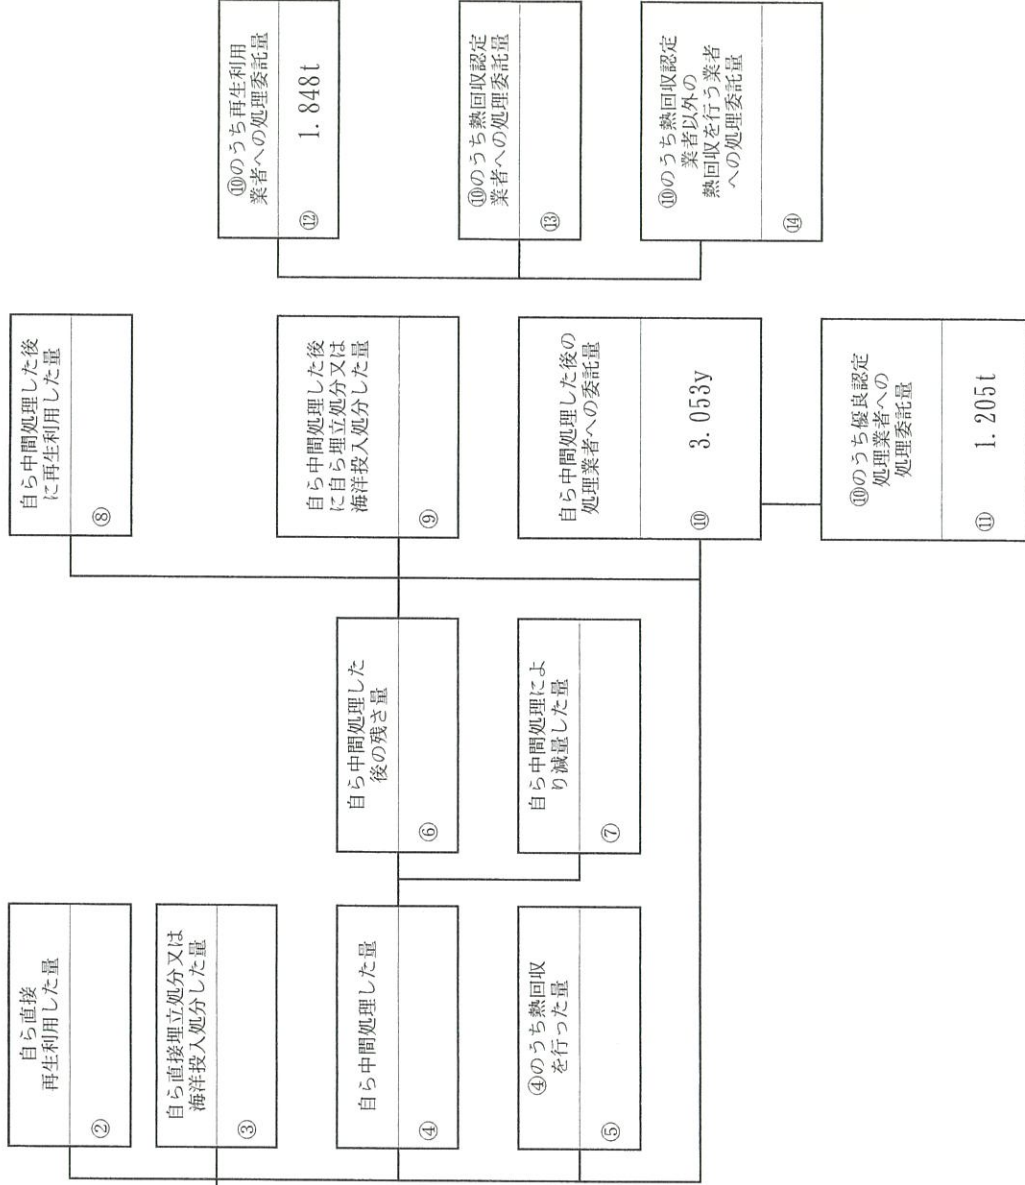 自ら直接
再生利用した量
②
自ら直接埋立処分又は
海洋投入処分した量
③
自ら中間処理した量
④
④のうち熱回収
を行った量
⑤
自ら中間処理した
後の残さ量
⑥
自ら中間処理によ
り減量した量
⑦
自ら中間処理した後
に再生利用した量
⑧
自ら中間処理した後
に自ら埋立処分又は
海洋投入処分した量
⑨
自ら中間処理した後の
処理業者への委託量
⑩
3.053y
⑩のうち優良認定
処理業者への
処理委託量
⑪
1.205t
⑩のうち再生利用
業者への処理委託量
⑫
1.848t
⑩のうち熱回収認定
業者への処理委託量
⑬
⑩のうち熱回収認定
業者以外の
熱回収を行う業者
への処理委託量
⑭